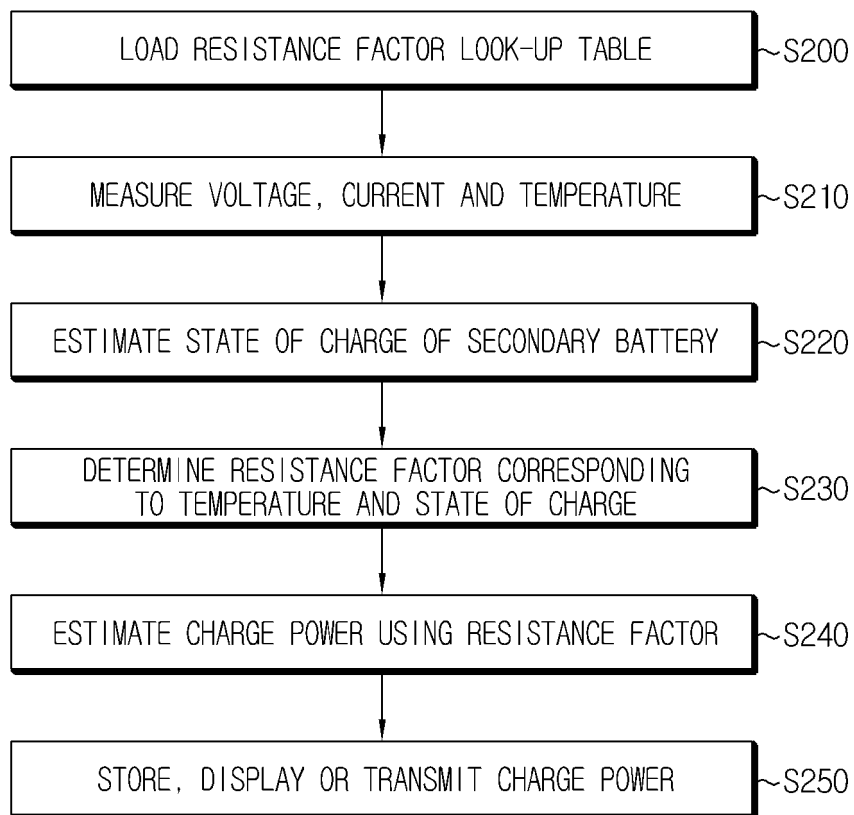 LOAD RESISTANCE FACTOR LOOK-UP TABLE
S200
MEASURE VOLTAGE, CURRENT AND TEMPERATURE
S210
ESTIMATE STATE OF CHARGE OF SECONDARY BATTERY
S220
DETERMINE RESISTANCE FACTOR CORRESPONDING
TO TEMPERATURE AND STATE OF CHARGE
S230
ESTIMATE CHARGE POWER USING RESISTANCE FACTOR
S240
STORE, DISPLAY OR TRANSMIT CHARGE POWER
S250